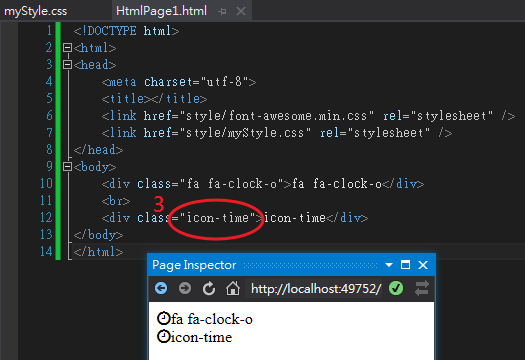 myStyle.css HtmlPage1.html
1 <!DOCTYPE html>
2 <html>
3 <head>
4 <meta charset="utf-8">
5 <title></title>
6 <link href="style/font-awesome.min.css" rel="stylesheet" />
7 <link href="style/myStyle.css" rel="stylesheet" />
8 </head>
9 <body>
10 <div class="fa fa-clock-o">fa fa-clock-o</div>
11 <br>
3
12 <div class="icon-time">icon-time</div>
13 </body>
14 </html>
Page Inspector
http://localhost:49752/
fa fa-clock-o
icon-time